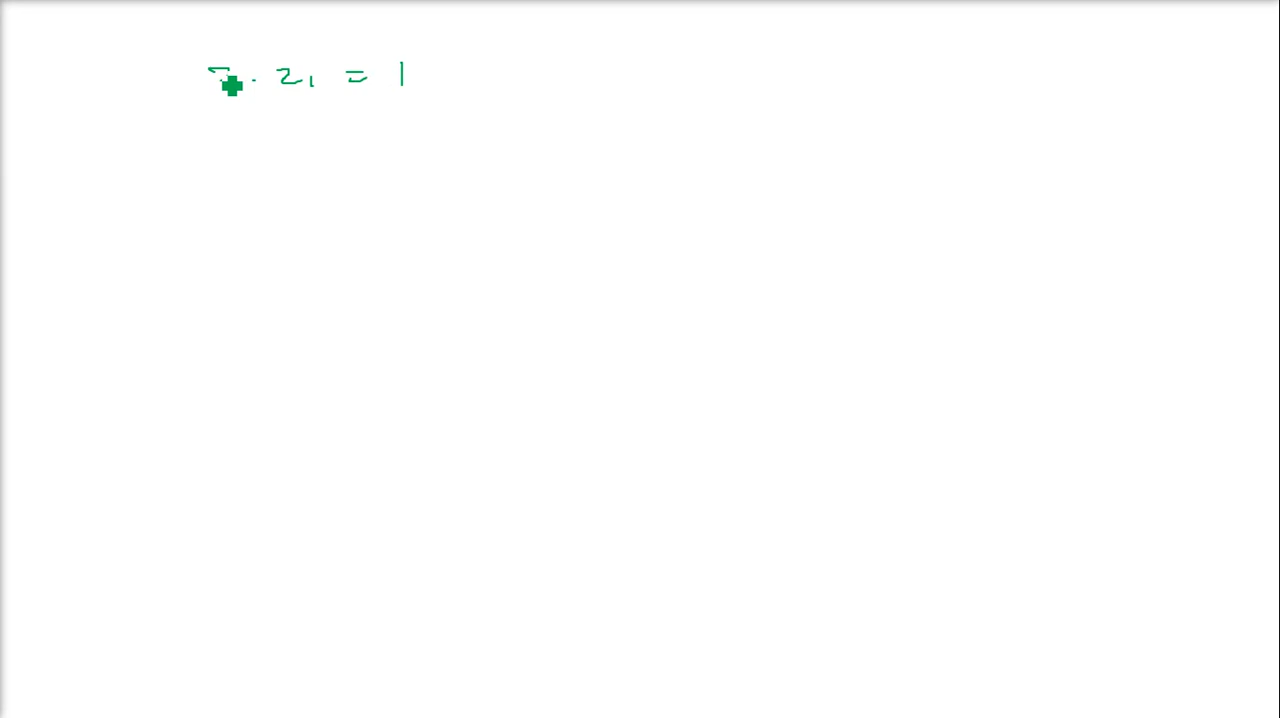 z · z₁ = 1